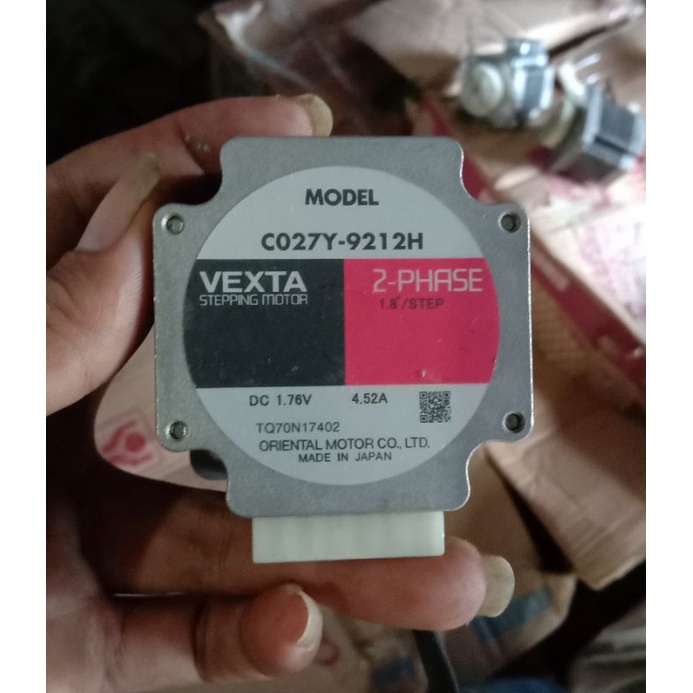 MODEL
C027Y-9212H
VEXTA
STEPPING MOTOR
2-PHASE
1.8°/STEP
DC 1.76V 4.52A
TQ70N17402
ORIENTAL MOTOR CO., LTD.
MADE IN JAPAN